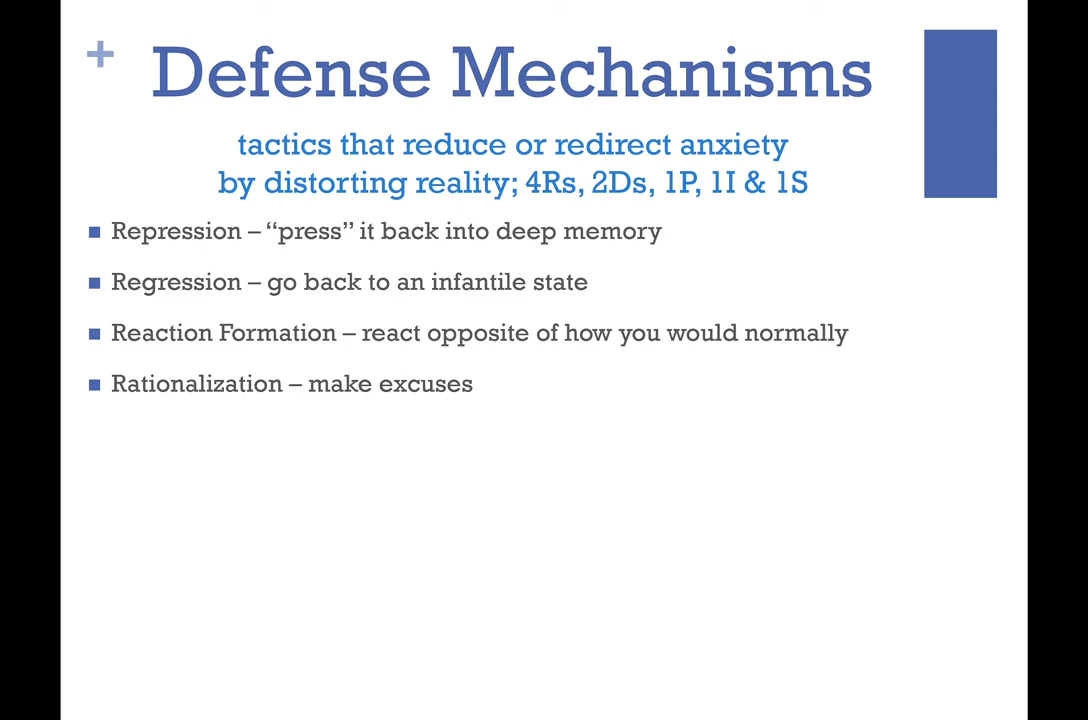 + Defense Mechanisms
tactics that reduce or redirect anxiety
by distorting reality; 4Rs, 2Ds, 1P, 1I & 1S
■ Repression – “press” it back into deep memory
■ Regression – go back to an infantile state
■ Reaction Formation – react opposite of how you would normally
■ Rationalization – make excuses